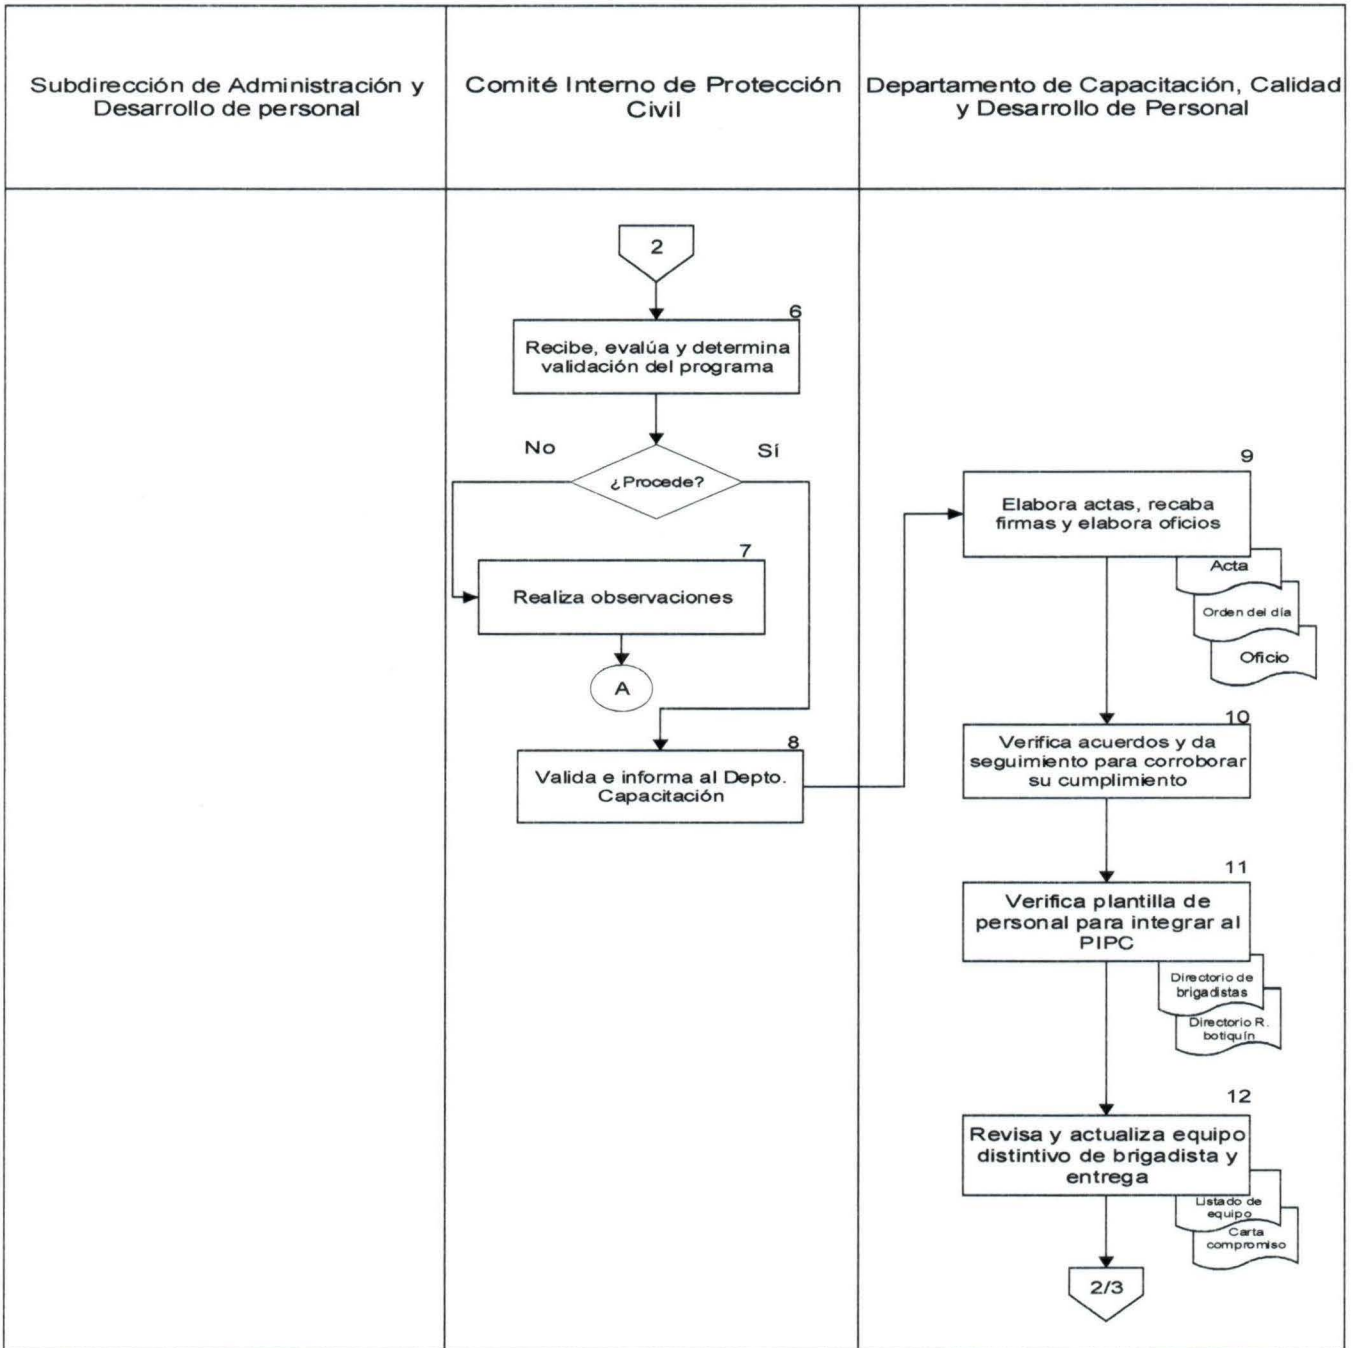 Subdirección de Administración y
Desarrollo de personal
Comité Interno de Protección
Civil
Departamento de Capacitación, Calidad
y Desarrollo de Personal
2
6
Recibe, evalúa y determina
validación del programa
No
Sí
¿Procede?
7
Realiza observaciones
A
8
Valida e informa al Depto.
Capacitación
9
Elabora actas, recaba
firmas y elabora oficios
Acta
Orden del día
Oficio
10
Verifica acuerdos y da
seguimiento para corroborar
su cumplimiento
11
Verifica plantilla de
personal para integrar al
PIPC
Directorio de
brigadistas
Directorio R.
botiquín
12
Revisa y actualiza equipo
distintivo de brigadista y
entrega
Listado de
equipo
Carta
compromiso
2/3